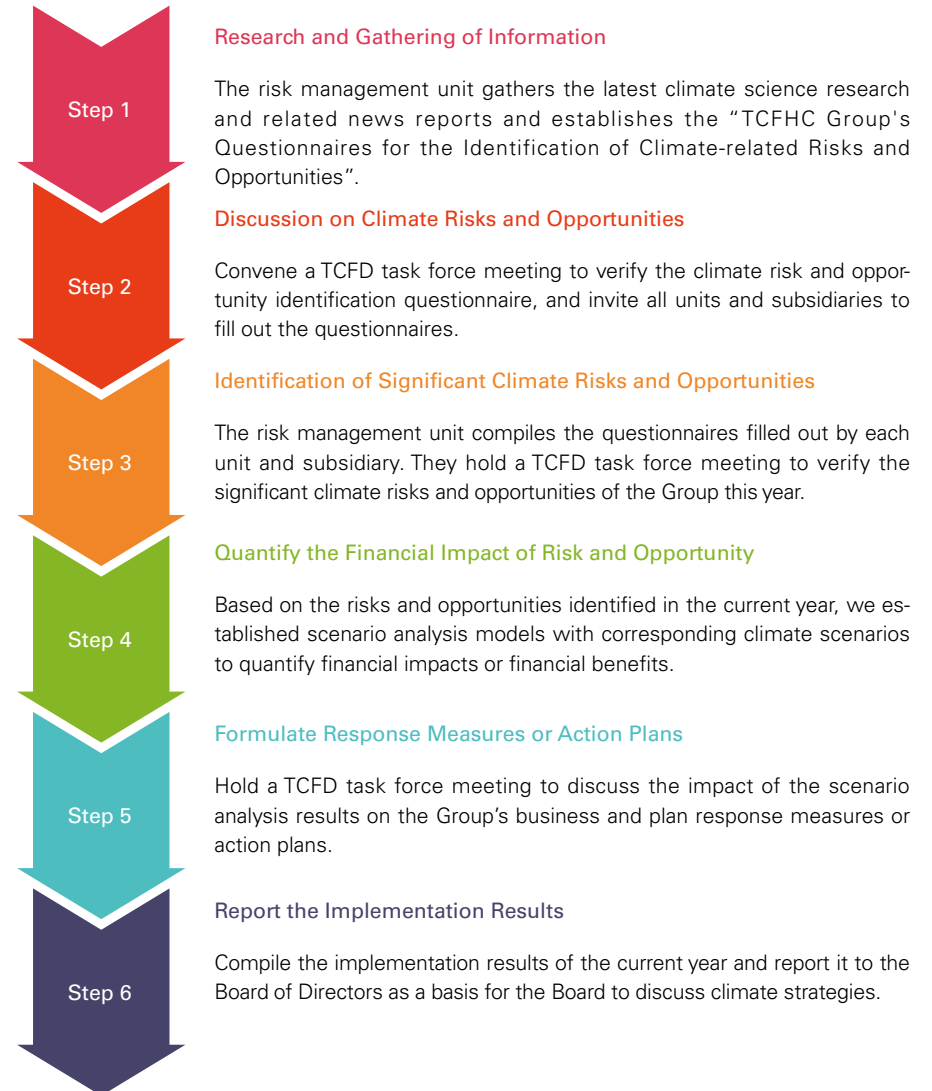 Step 1
Research and Gathering of Information
The risk management unit gathers the latest climate science research
and related news reports and establishes the “TCFHC Group's
Questionnaires for the Identification of Climate-related Risks and
Opportunities”.
Step 2
Discussion on Climate Risks and Opportunities
Convene a TCFD task force meeting to verify the climate risk and oppor-
tunity identification questionnaire, and invite all units and subsidiaries to
fill out the questionnaires.
Step 3
Identification of Significant Climate Risks and Opportunities
The risk management unit compiles the questionnaires filled out by each
unit and subsidiary. They hold a TCFD task force meeting to verify the
significant climate risks and opportunities of the Group this year.
Step 4
Quantify the Financial Impact of Risk and Opportunity
Based on the risks and opportunities identified in the current year, we es-
tablished scenario analysis models with corresponding climate scenarios
to quantify financial impacts or financial benefits.
Step 5
Formulate Response Measures or Action Plans
Hold a TCFD task force meeting to discuss the impact of the scenario
analysis results on the Group’s business and plan response measures or
action plans.
Step 6
Report the Implementation Results
Compile the implementation results of the current year and report it to the
Board of Directors as a basis for the Board to discuss climate strategies.